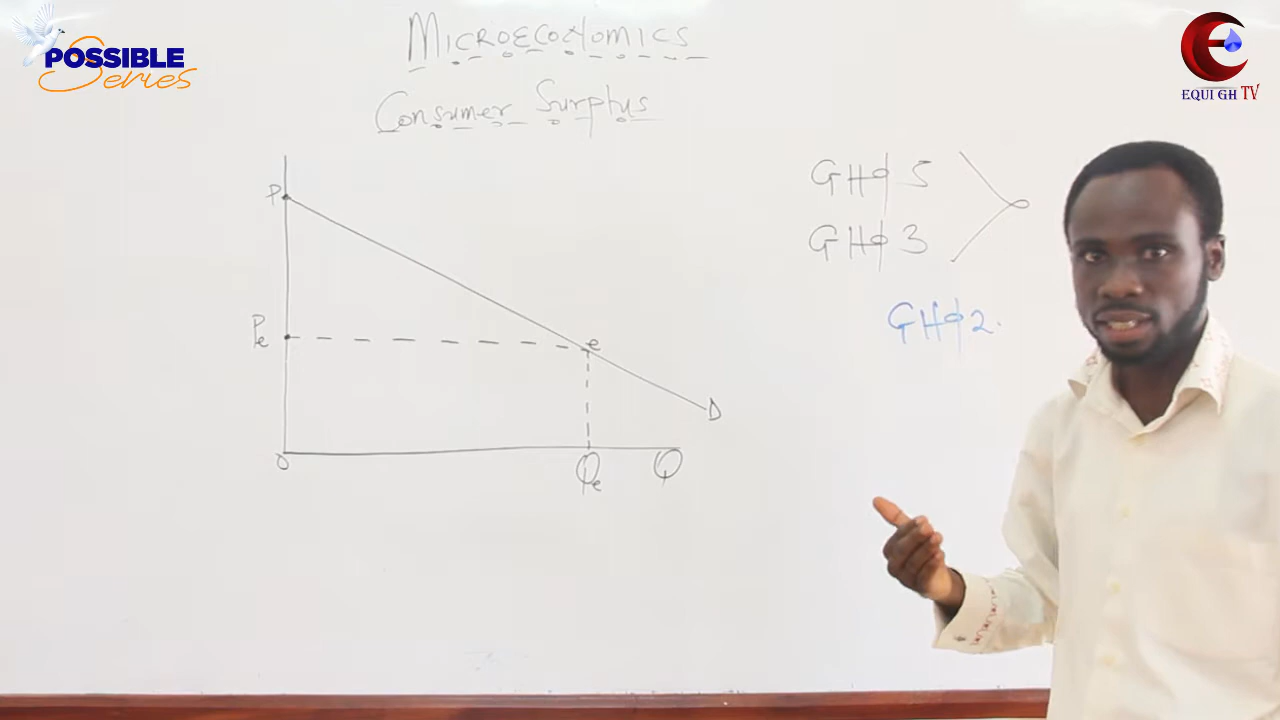 POSSIBLE
Series
EQUI GH TV
MICROECONOMICS
Consumer Surplus
P
Pe
e
D
O
Qe
Q
GH¢ 5
GH¢ 3
GH¢ 2.